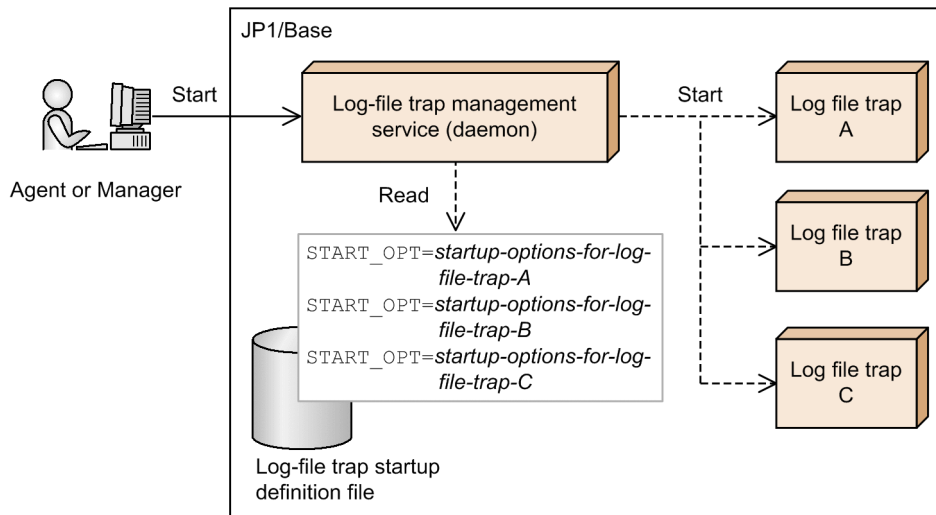 JP1/Base
Start
Log-file trap management
service (daemon)
Start
Log file trap
A
Agent or Manager
Read
Log file trap
B
START_OPT=startup-options-for-log-
file-trap-A
START_OPT=startup-options-for-log-
file-trap-B
START_OPT=startup-options-for-log-
file-trap-C
Log file trap
C
Log-file trap startup
definition file